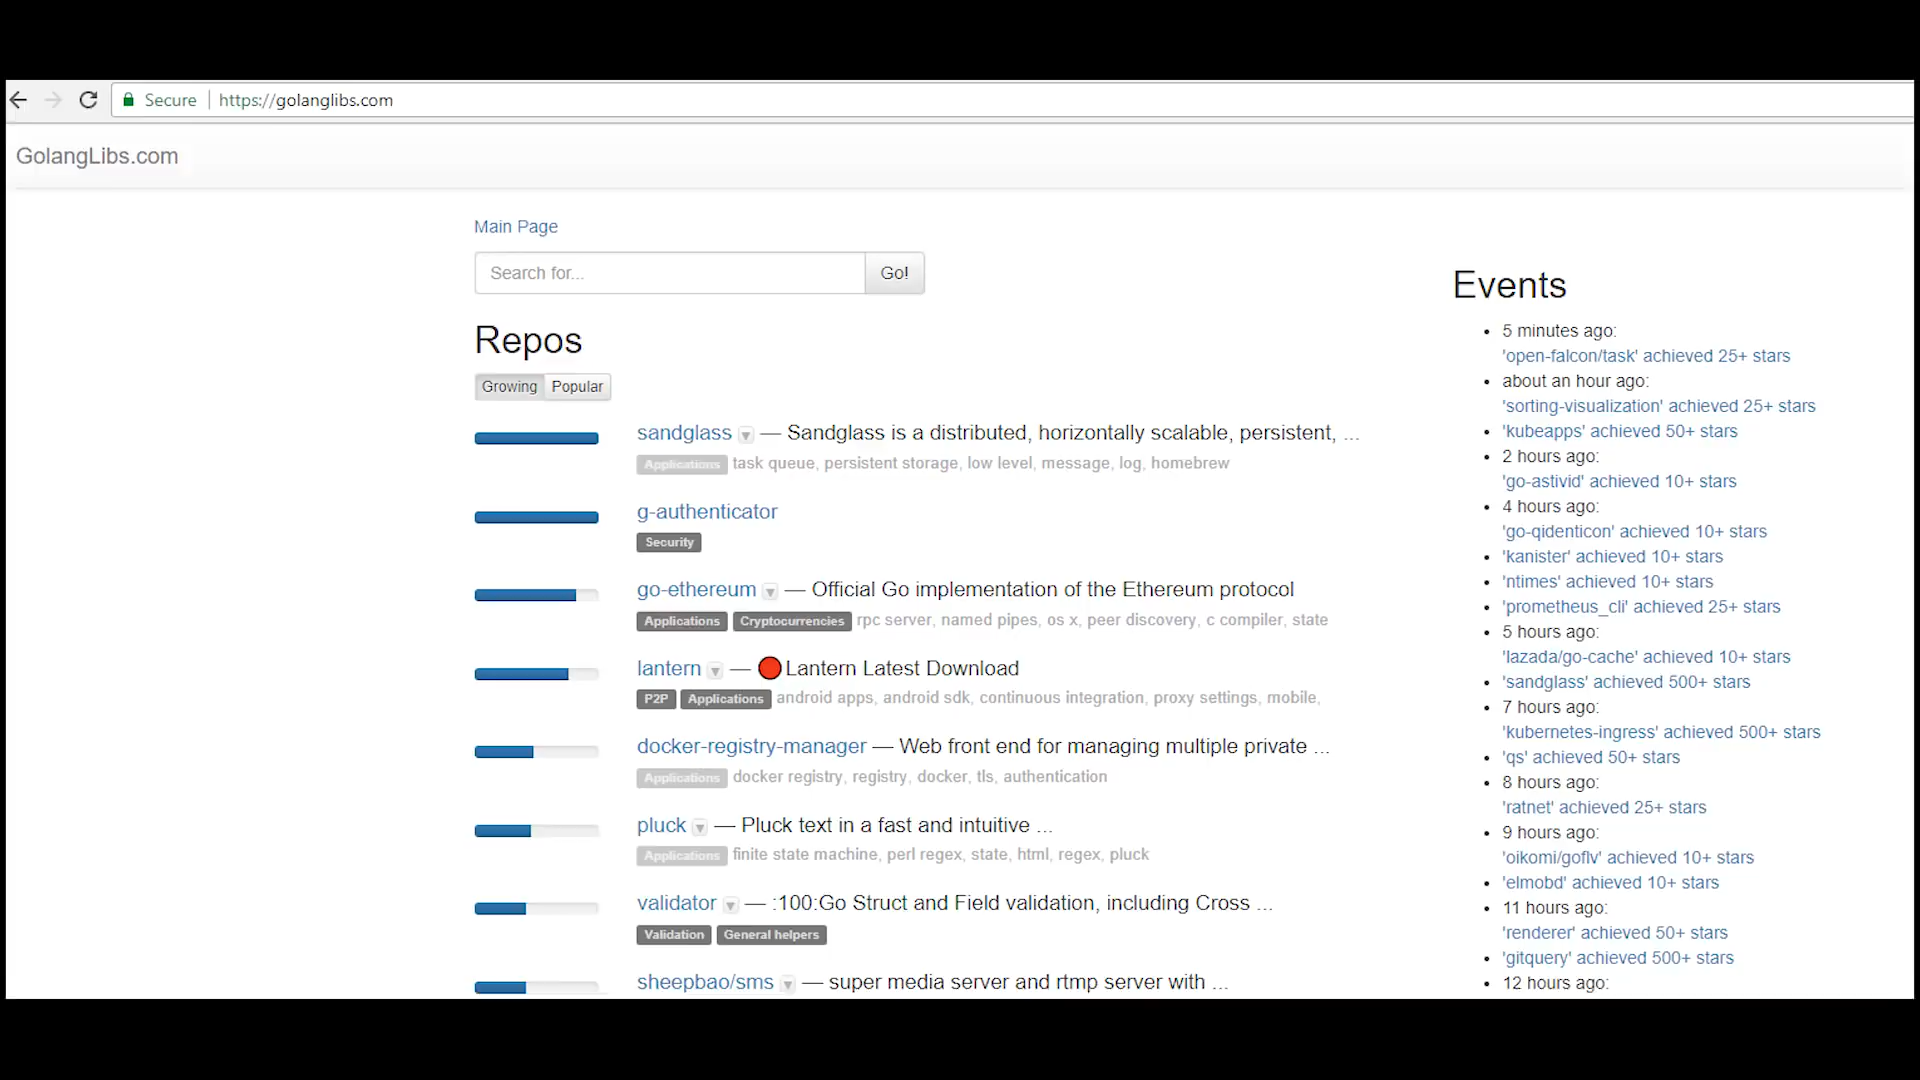 Secure https://golanglibs.com
GolangLibs.com
Main Page
Search for...
Go!
Repos
Growing Popular
sandglass — Sandglass is a distributed, horizontally scalable, persistent, ...
Applications task queue, persistent storage, low level, message, log, homebrew
g-authenticator
Security
go-ethereum — Official Go implementation of the Ethereum protocol
Applications Cryptocurrencies rpc server, named pipes, os x, peer discovery, c compiler, state
lantern — Lantern Latest Download
P2P Applications android apps, android sdk, continuous integration, proxy settings, mobile,
docker-registry-manager — Web front end for managing multiple private ...
Applications docker registry, registry, docker, tls, authentication
pluck — Pluck text in a fast and intuitive ...
Applications finite state machine, perl regex, state, html, regex, pluck
validator — :100:Go Struct and Field validation, including Cross ...
Validation General helpers
sheepbao/sms — super media server and rtmp server with ...
Events
5 minutes ago:
'open-falcon/task' achieved 25+ stars
about an hour ago:
'sorting-visualization' achieved 25+ stars
'kubeapps' achieved 50+ stars
2 hours ago:
'go-astivid' achieved 10+ stars
4 hours ago:
'go-qidenticon' achieved 10+ stars
'kanister' achieved 10+ stars
'ntimes' achieved 10+ stars
'prometheus_cli' achieved 25+ stars
5 hours ago:
'lazada/go-cache' achieved 10+ stars
'sandglass' achieved 500+ stars
7 hours ago:
'kubernetes-ingress' achieved 500+ stars
'qs' achieved 50+ stars
8 hours ago:
'ratnet' achieved 25+ stars
9 hours ago:
'oikomi/goflv' achieved 10+ stars
'elmobd' achieved 10+ stars
11 hours ago:
'renderer' achieved 50+ stars
'gitquery' achieved 500+ stars
12 hours ago: